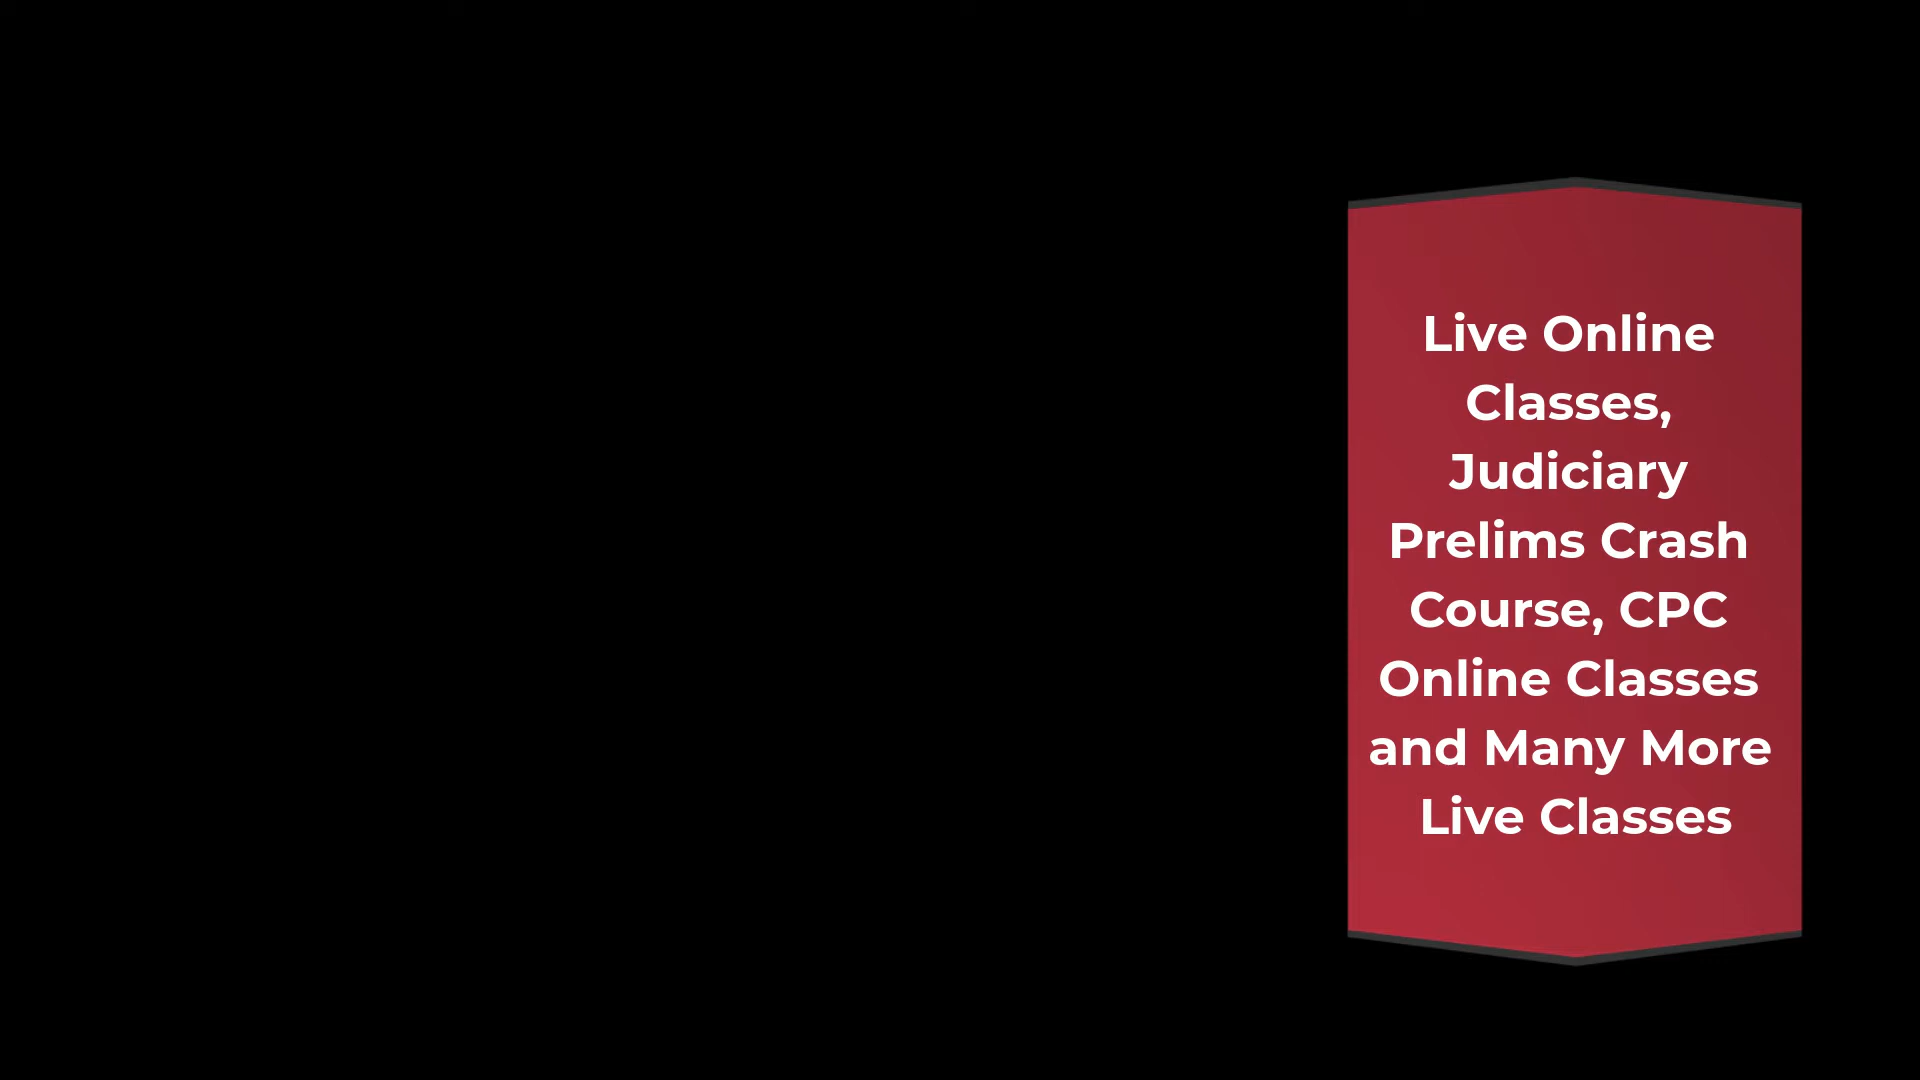 Live Online
Classes,
Judiciary
Prelims Crash
Course, CPC
Online Classes
and Many More
Live Classes